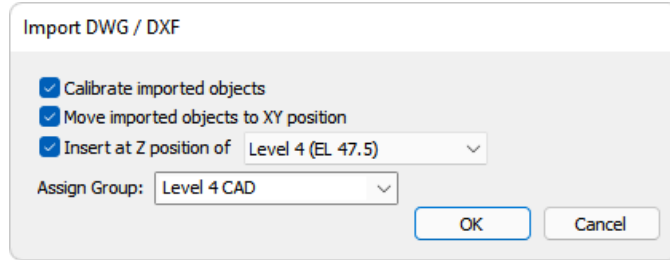 Import DWG / DXF
Calibrate imported objects
Move imported objects to XY position
Insert at Z position of Level 4 (EL 47.5)
Assign Group: Level 4 CAD
OK Cancel